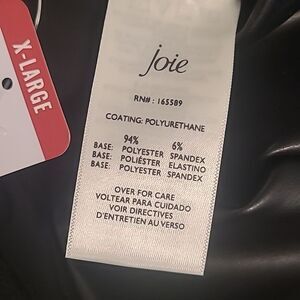 X-LARGE
joie
RN#: 165589
COATING: POLYURETHANE
94% 6%
BASE: POLYESTER SPANDEX
BASE: POLIÉSTER ELASTINO
BASE: POLYESTER SPANDEX
OVER FOR CARE
VOLTEAR PARA CUIDADO
VOIR DIRECTIVES
D'ENTRETIEN AU VERSO